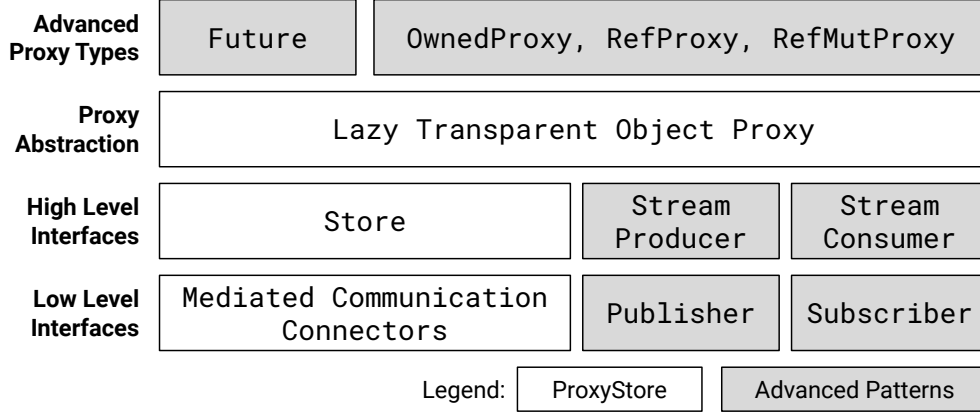 Advanced
Proxy Types
Future
OwnedProxy, RefProxy, RefMutProxy
Proxy
Abstraction
Lazy Transparent Object Proxy
High Level
Interfaces
Store
Stream
Producer
Stream
Consumer
Low Level
Interfaces
Mediated Communication
Connectors
Publisher
Subscriber
Legend:
ProxyStore
Advanced Patterns